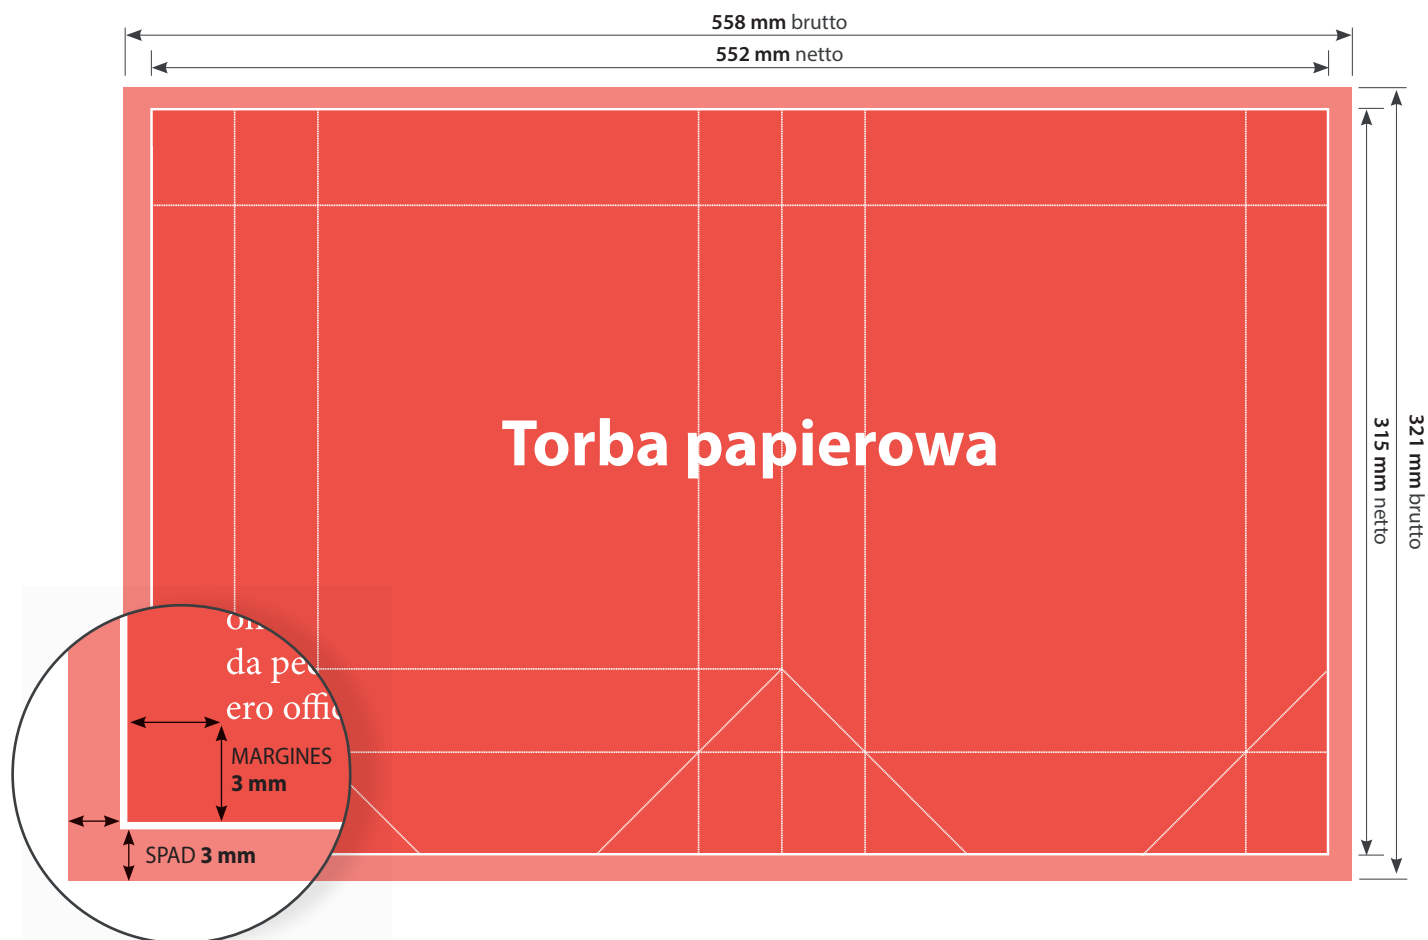 558 mm brutto
552 mm netto
Torba papierowa
315 mm netto
321 mm brutto
da pe
ero offic
MARGINES
3 mm
SPAD 3 mm